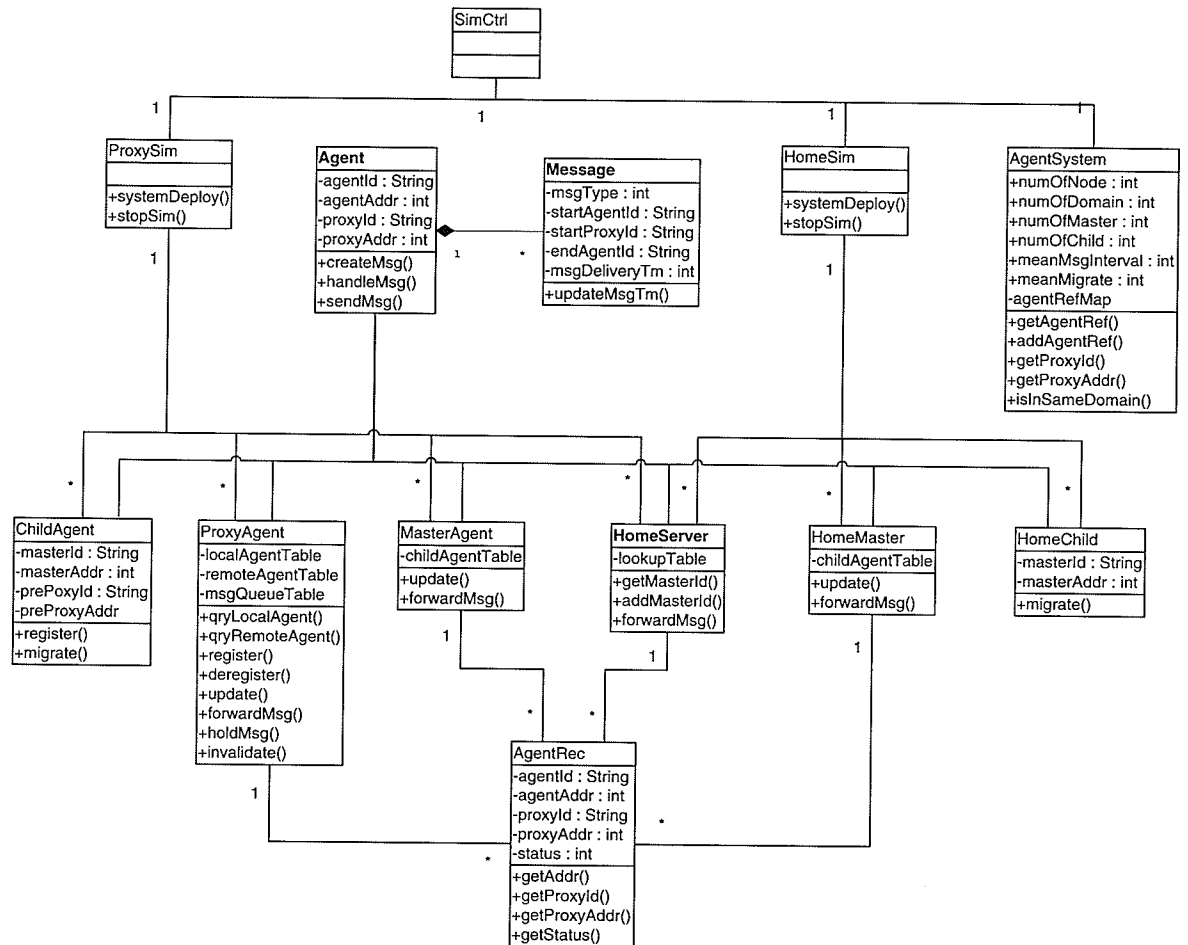 SimCtrl
1
1
1
1
ProxySim
+systemDeploy()
+stopSim()
1
Agent
-agentId : String
-agentAddr : int
-proxyId : String
-proxyAddr : int
+createMsg()
+handleMsg()
+sendMsg()
1
*
Message
-msgType : int
-startAgentId : String
-startProxyId : String
-endAgentId : String
-msgDeliveryTm : int
+updateMsgTm()
HomeSim
+systemDeploy()
+stopSim()
1
AgentSystem
+numOfNode : int
+numOfDomain : int
+numOfMaster : int
+numOfChild : int
+meanMsgInterval : int
+meanMigrate : int
-agentRefMap
+getAgentRef()
+addAgentRef()
+getProxyId()
+getProxyAddr()
+isInSameDomain()
*
*
*
*
*
*
*
ChildAgent
-masterId : String
-masterAddr : int
-prePoxyId : String
-preProxyAddr
+register()
+migrate()
ProxyAgent
-localAgentTable
-remoteAgentTable
-msgQueueTable
+qryLocalAgent()
+qryRemoteAgent()
+register()
+deregister()
+update()
+forwardMsg()
+holdMsg()
+invalidate()
MasterAgent
-childAgentTable
+update()
+forwardMsg()
HomeServer
-lookupTable
+getMasterId()
+addMasterId()
+forwardMsg()
HomeMaster
-childAgentTable
+update()
+forwardMsg()
HomeChild
-masterId : String
-masterAddr : int
+migrate()
1
1
1
1
*
*
*
*
AgentRec
-agentId : String
-agentAddr : int
-proxyId : String
-proxyAddr : int
-status : int
+getAddr()
+getProxyId()
+getProxyAddr()
+getStatus()